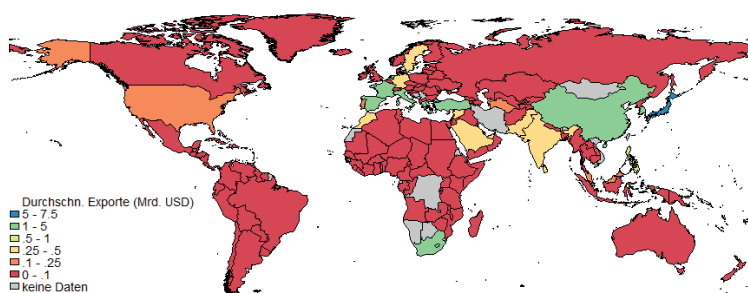 Durchschn. Exporte (Mrd. USD)
5 - 7.5
1 - 5
.5 - 1
.25 - .5
.1 - .25
0 - .1
keine Daten